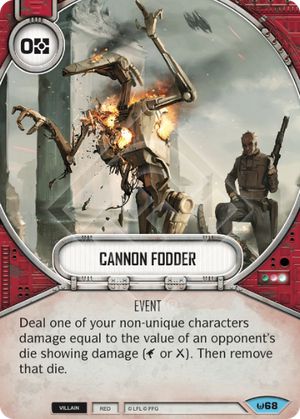 0
CANNON FODDER
EVENT
Deal one of your non-unique characters
damage equal to the value of an opponent's
die showing damage ( or ). Then remove
that die.
VILLAIN RED © LFL © FFG 68